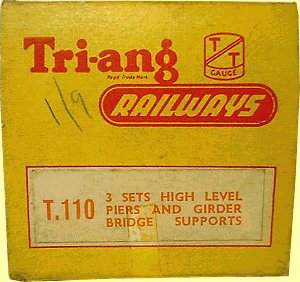 Tri-ang
Regd Trade Mark
T T
GAUGE
1/9
RAILWAYS
T.110
3 SETS HIGH LEVEL
PIERS AND GIRDER
BRIDGE SUPPORTS